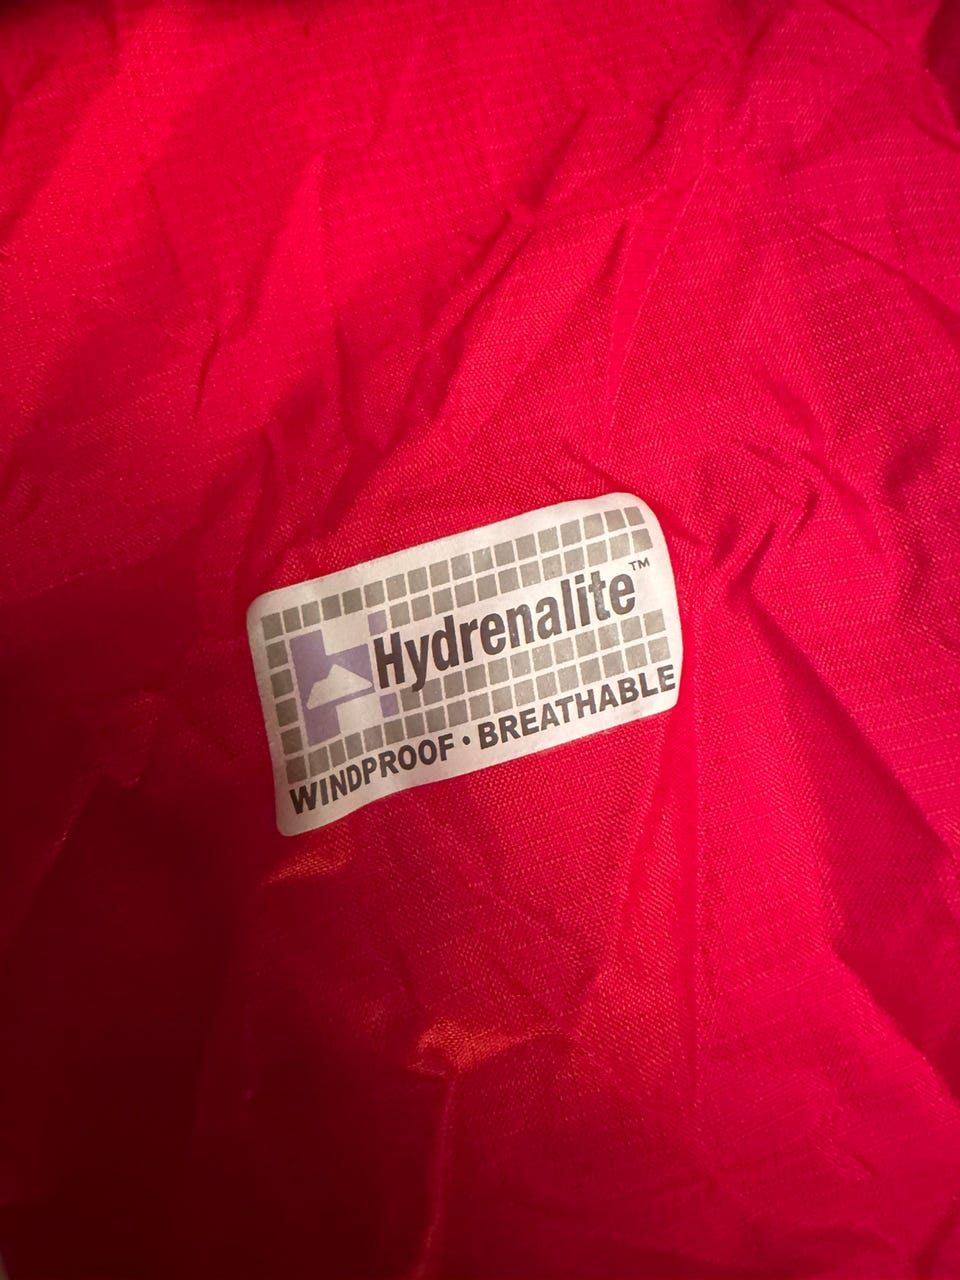 Hydrenalite™
WINDPROOF • BREATHABLE